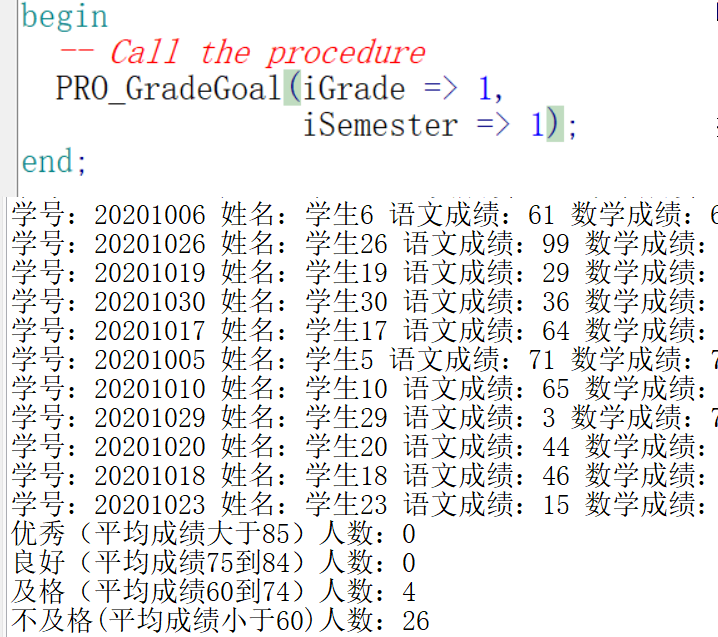 begin
-- Call the procedure
PRO_GradeGoal(iGrade => 1,
iSemester => 1);
end;
学号: 20201006 姓名: 学生6 语文成绩: 61 数学成绩: 6
学号: 20201026 姓名: 学生26 语文成绩: 99 数学成绩:
学号: 20201019 姓名: 学生19 语文成绩: 29 数学成绩:
学号: 20201030 姓名: 学生30 语文成绩: 36 数学成绩:
学号: 20201017 姓名: 学生17 语文成绩: 64 数学成绩:
学号: 20201005 姓名: 学生5 语文成绩: 71 数学成绩: 7
学号: 20201010 姓名: 学生10 语文成绩: 65 数学成绩:
学号: 20201029 姓名: 学生29 语文成绩: 3 数学成绩: 7
学号: 20201020 姓名: 学生20 语文成绩: 44 数学成绩:
学号: 20201018 姓名: 学生18 语文成绩: 46 数学成绩:
学号: 20201023 姓名: 学生23 语文成绩: 15 数学成绩:
优秀（平均成绩大于85）人数: 0
良好（平均成绩75到84）人数: 0
及格（平均成绩60到74）人数: 4
不及格(平均成绩小于60)人数: 26